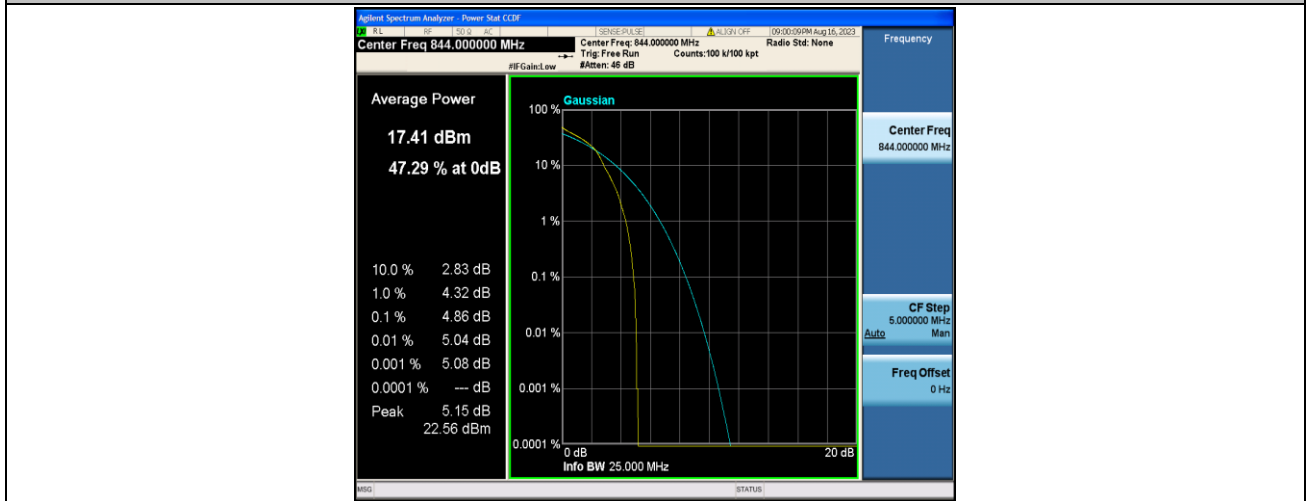 Agilent Spectrum Analyzer - Power Stat CCDF
RL RF 50 Ω AC SENSE:PULSE ALIGN OFF 09:00:09PM Aug 16, 2023
Center Freq 844.000000 MHz
Center Freq: 844.000000 MHz Radio Std: None
Trig: Free Run Counts:100 k/100 kpt
#IFGain:Low #Atten: 46 dB
Frequency
Average Power
17.41 dBm
47.29 % at 0dB
10.0 % 2.83 dB
1.0 % 4.32 dB
0.1 % 4.86 dB
0.01 % 5.04 dB
0.001 % 5.08 dB
0.0001 % --- dB
Peak 5.15 dB
22.56 dBm
Gaussian
100 %
10 %
1 %
0.1 %
0.01 %
0.001 %
0.0001 %
0 dB 20 dB
Info BW 25.000 MHz
Center Freq
844.000000 MHz
CF Step
5.000000 MHz
Auto Man
Freq Offset
0 Hz
MSG STATUS